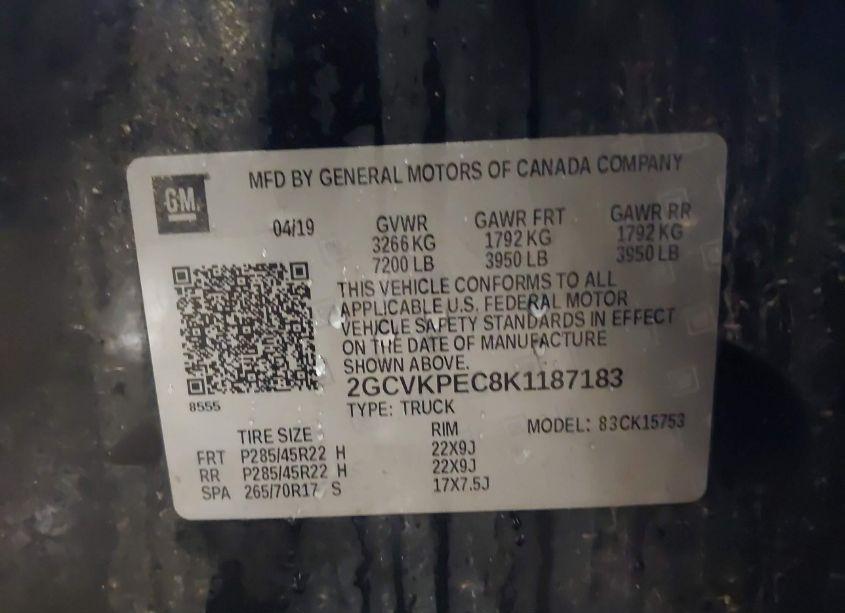 GM
MFD BY GENERAL MOTORS OF CANADA COMPANY
04/19 GVWR GAWR FRT GAWR RR
3266 KG 1792 KG 1792 KG
7200 LB 3950 LB 3950 LB
THIS VEHICLE CONFORMS TO ALL
APPLICABLE U.S. FEDERAL MOTOR
VEHICLE SAFETY STANDARDS IN EFFECT
ON THE DATE OF MANUFACTURE
SHOWN ABOVE.
2GCVKPEC8K1187183
8555
TYPE: TRUCK
MODEL: 83CK15753
TIRE SIZE RIM
FRT P285/45R22 H 22X9J
RR P285/45R22 H 22X9J
SPA 265/70R17 S 17X7.5J